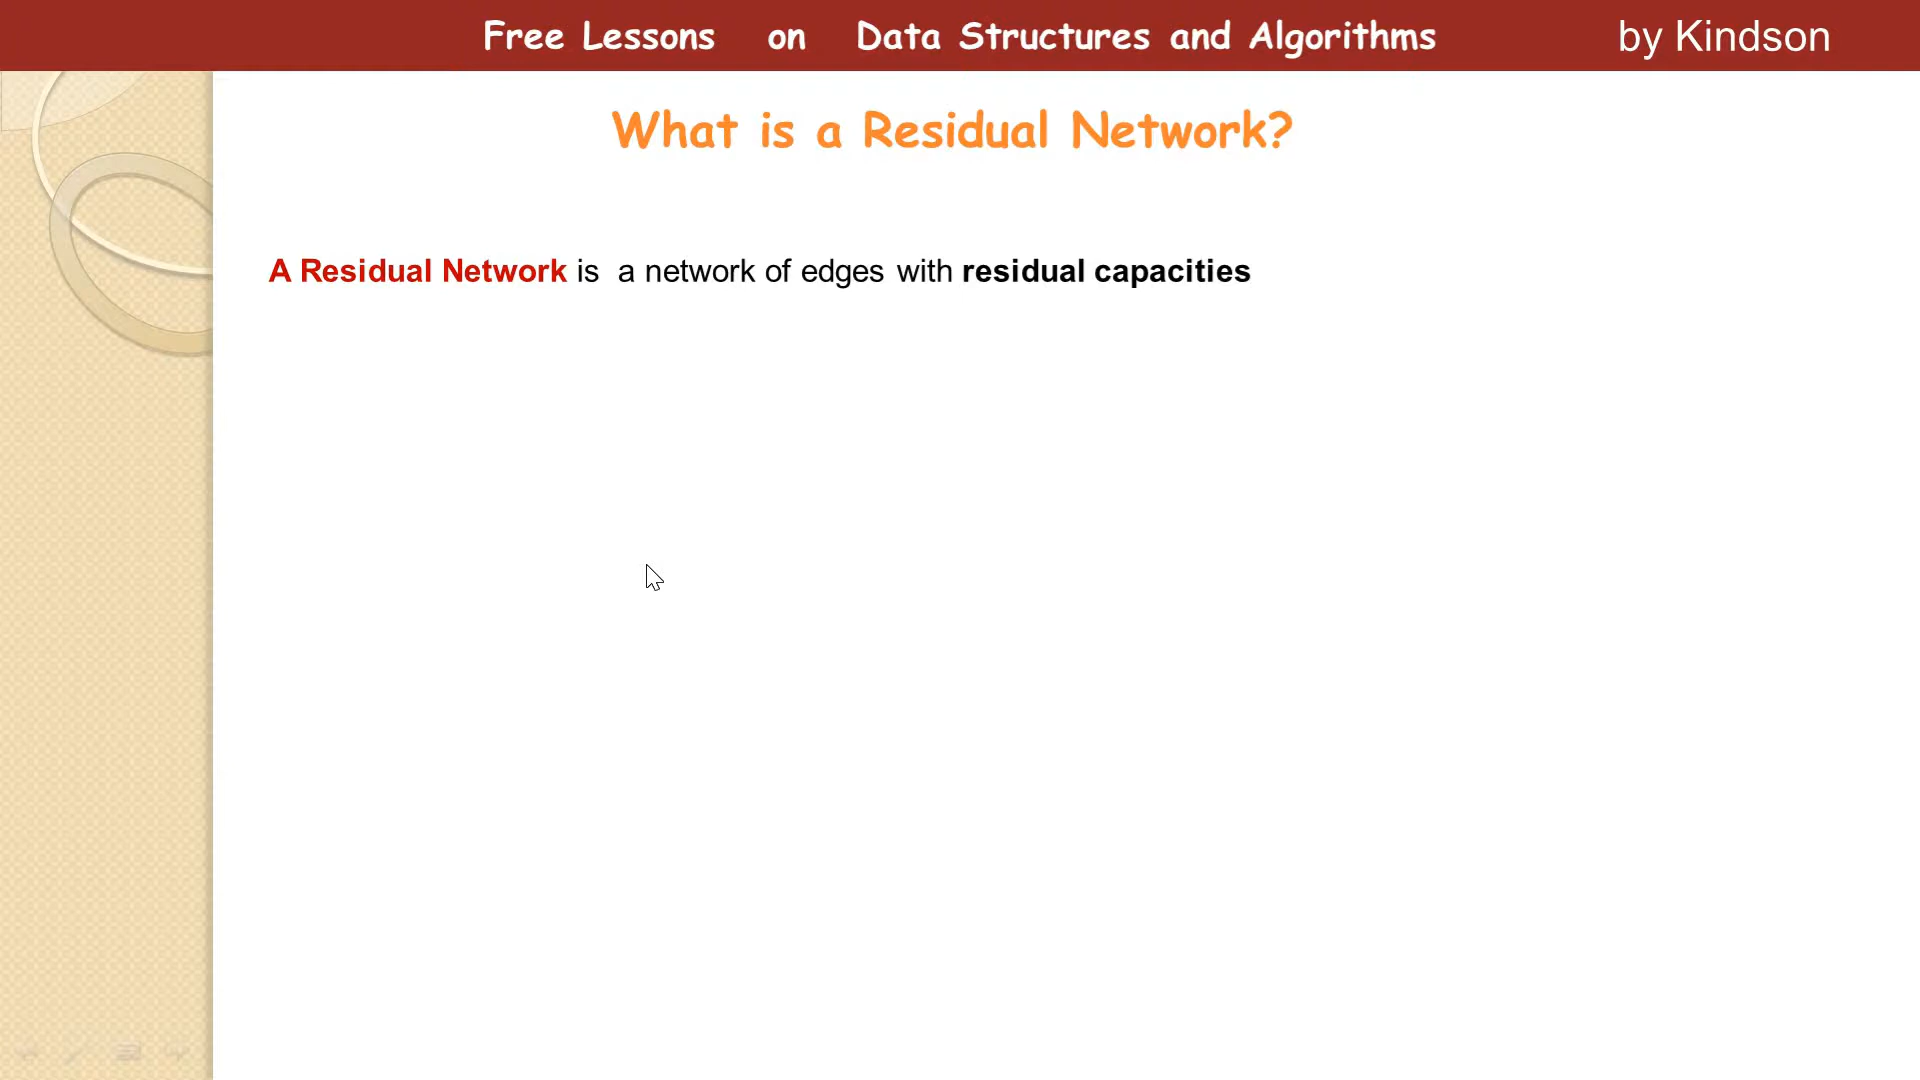 Free Lessons on Data Structures and Algorithms by Kindson
What is a Residual Network?
A Residual Network is a network of edges with residual capacities